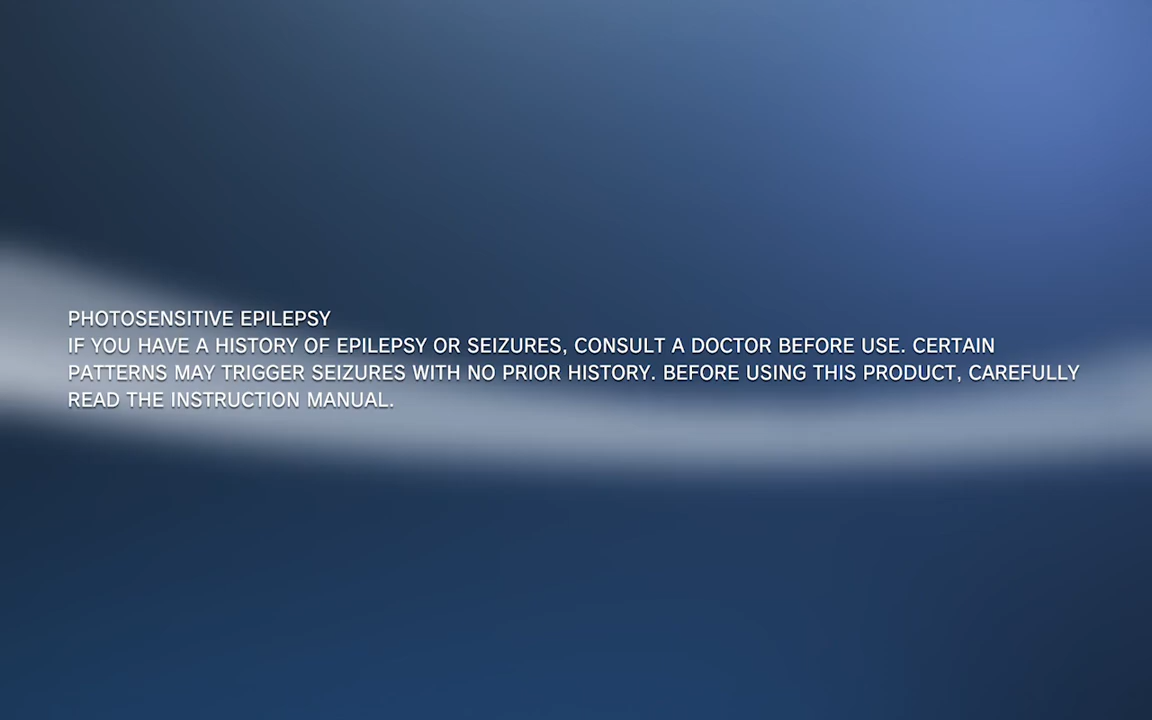 PHOTOSENSITIVE EPILEPSY
IF YOU HAVE A HISTORY OF EPILEPSY OR SEIZURES, CONSULT A DOCTOR BEFORE USE. CERTAIN
PATTERNS MAY TRIGGER SEIZURES WITH NO PRIOR HISTORY. BEFORE USING THIS PRODUCT, CAREFULLY
READ THE INSTRUCTION MANUAL.